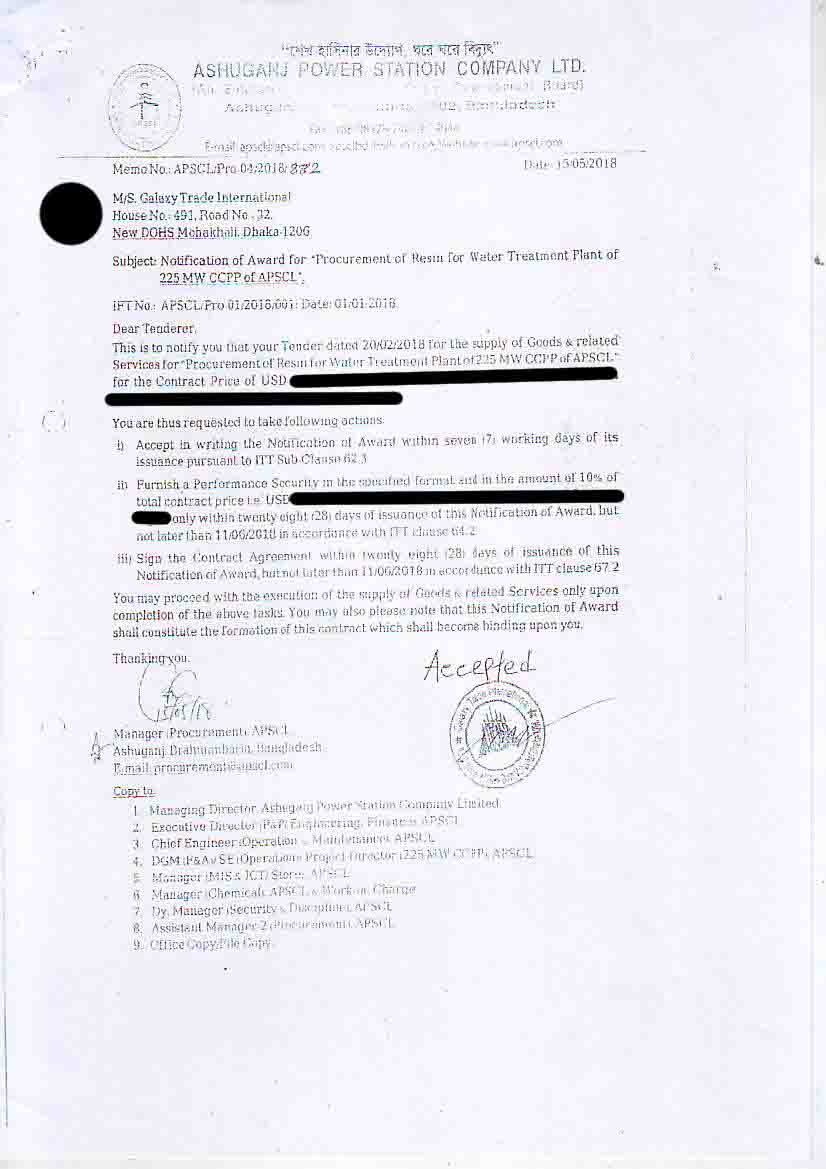 "শেখ হাসিনার উদ্যোগ, ঘরে ঘরে বিদ্যুৎ"
ASHUGANJ POWER STATION COMPANY LTD.
Board)
Bangladesh
Memo No.: APSCL/Pro-04/2018/
Date: 15/05/2018
M/S. Galaxy Trade International
House No.: 491, Road No.: 32,
New DOHS Mohakhali, Dhaka-1206
Subject: Notification of Award for "Procurement of Resin for Water Treatment Plant of
225 MW CCPP of APSCL".
IFT No.: APSCL/Pro-01/2018/001; Date: 01/01/2018
Dear Tenderer,
This is to notify you that your Tender dated 20/02/2018 for the supply of Goods & related
Services for "Procurement of Resin for Water Treatment Plant of 225 MW CCPP of APSCL"
for the Contract Price of USD
You are thus requested to take following actions:
i) Accept in writing the Notification of Award within seven (7) working days of its
issuance pursuant to ITT Sub-Clause 62.3
ii) Furnish a Performance Security in the specified format and in the amount of 10% of
total contract price i.e. USD
only within twenty eight (28) days of issuance of this Notification of Award, but
not later than 11/06/2018 in accordance with ITT clause 64.2
iii) Sign the Contract Agreement within twenty eight (28) days of issuance of this
Notification of Award, but not later than 11/06/2018 in accordance with ITT clause 67.2
You may proceed with the execution of the supply of Goods & related Services only upon
completion of the above tasks. You may also please note that this Notification of Award
shall constitute the formation of this contract which shall become binding upon you.
Thanking you.
Accepted
15/05/18
Manager (Procurement), APSCL
Ashuganj, Brahmanbaria, Bangladesh.
E-mail: procurement@apscl.com
Copy to:
1. Managing Director, Ashuganj Power Station Company Limited
2. Executive Director (P&P)/Engineering/Finance), APSCL
3. Chief Engineer (Operation & Maintenance), APSCL
4. DGM (F&A)/SE (Operation)/Project Director (225 MW CCPP), APSCL
5. Manager (MIS & ICT)/Store), APSCL
6. Manager (Chemical), APSCL & Work-in-Charge
7. Dy. Manager (Security & Discipline), APSCL
8. Assistant Manager-2 (Procurement), APSCL
9. Office Copy/File Copy.